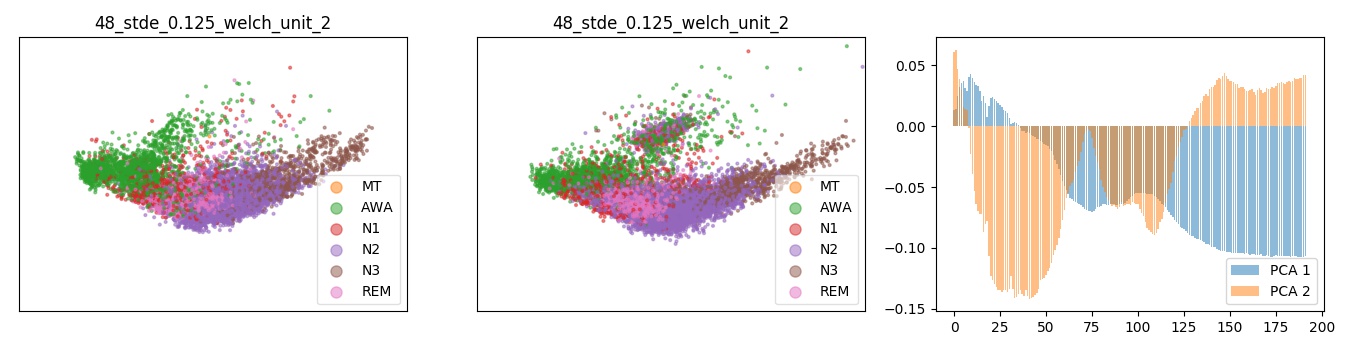 48_stde_0.125_welch_unit_2
MT
AWA
N1
N2
N3
REM
48_stde_0.125_welch_unit_2
MT
AWA
N1
N2
N3
REM
0.05
0.00
−0.05
−0.10
−0.15
0 25 50 75 100 125 150 175 200
PCA 1
PCA 2